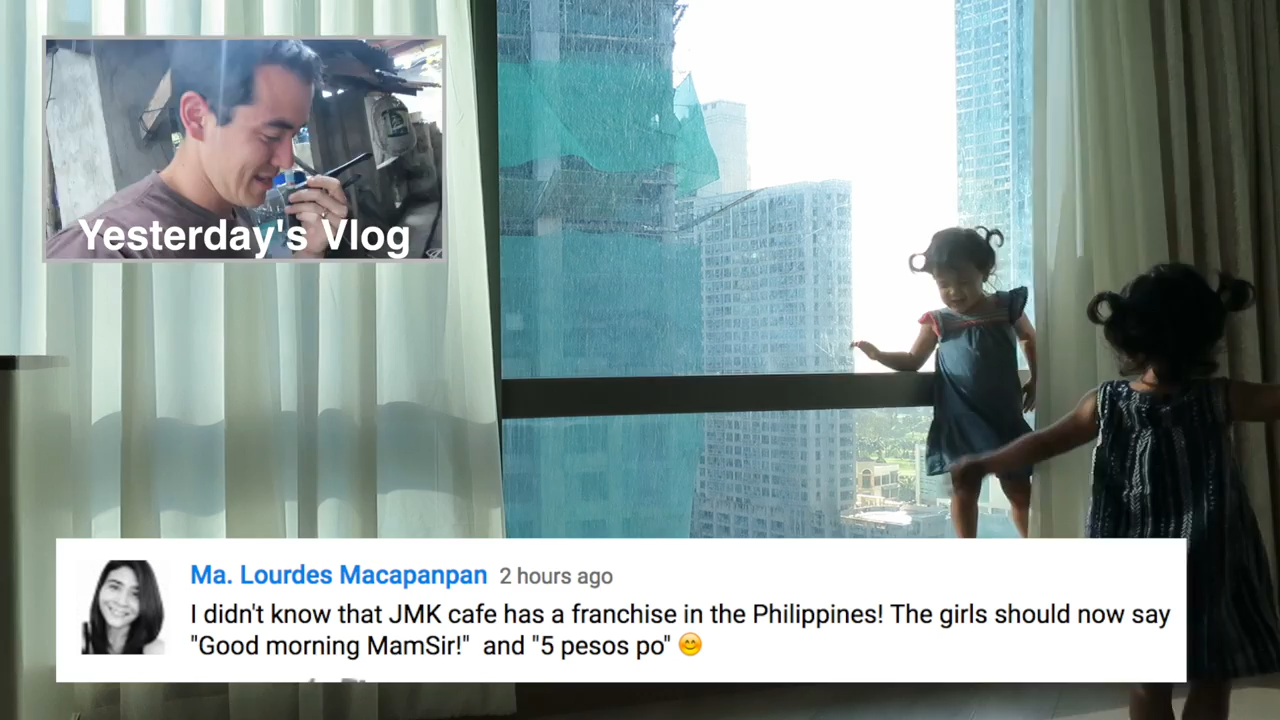 Yesterday's Vlog
Ma. Lourdes Macapanpan 2 hours ago
I didn't know that JMK cafe has a franchise in the Philippines! The girls should now say
"Good morning MamSir!" and "5 pesos po" 😊